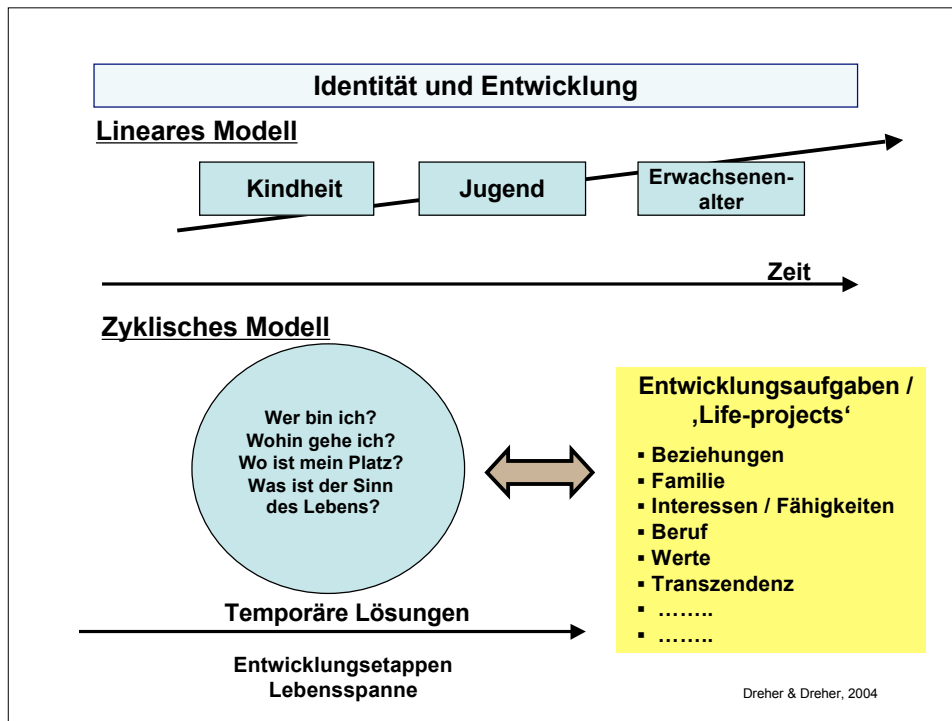 Identität und Entwicklung
Lineares Modell
Kindheit
Jugend
Erwachsenen-
alter
Zeit
Zyklisches Modell
Wer bin ich?
Wohin gehe ich?
Wo ist mein Platz?
Was ist der Sinn
des Lebens?
Entwicklungsaufgaben /
‚Life-projects‘
▪ Beziehungen
▪ Familie
▪ Interessen / Fähigkeiten
▪ Beruf
▪ Werte
▪ Transzendenz
▪ ……..
▪ ……..
Temporäre Lösungen
Entwicklungsetappen
Lebensspanne
Dreher & Dreher, 2004